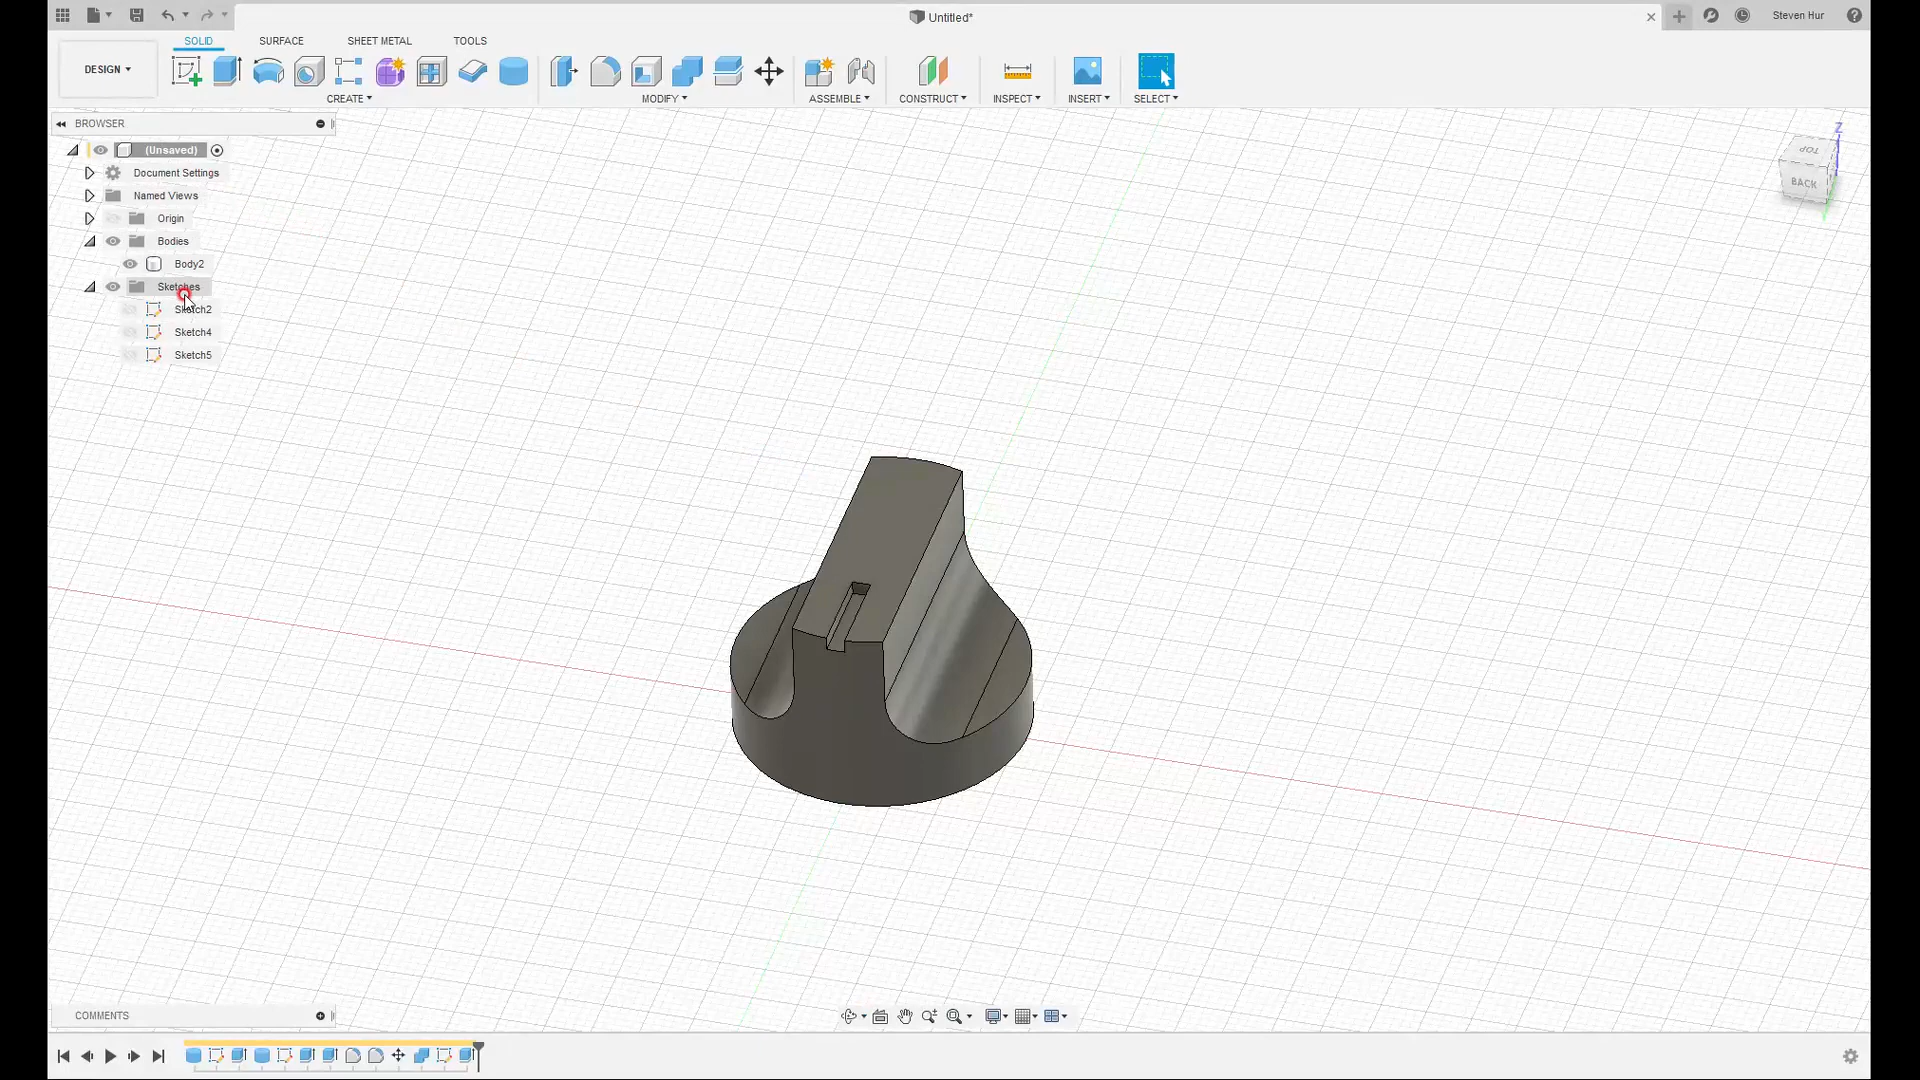 Untitled*
Steven Hur
SOLID SURFACE SHEET METAL TOOLS
DESIGN
CREATE MODIFY ASSEMBLE CONSTRUCT INSPECT INSERT SELECT
BROWSER
(Unsaved)
Document Settings
Named Views
Origin
Bodies
Body2
Sketches
Sketch2
Sketch4
Sketch5
Z
TOP
BACK
COMMENTS